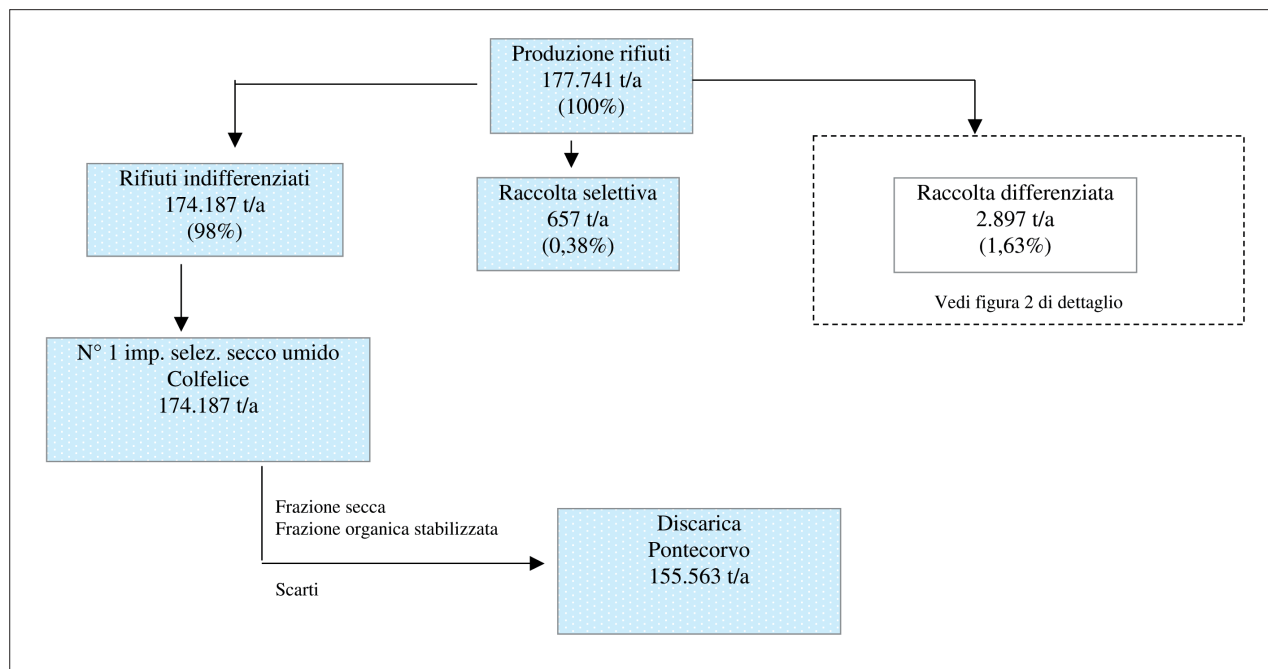 Produzione rifiuti
177.741 t/a
(100%)
Rifiuti indifferenziati
174.187 t/a
(98%)
Raccolta selettiva
657 t/a
(0,38%)
Raccolta differenziata
2.897 t/a
(1,63%)
Vedi figura 2 di dettaglio
N° 1 imp. selez. secco umido
Colfelice
174.187 t/a
Frazione secca
Frazione organica stabilizzata
Scarti
Discarica
Pontecorvo
155.563 t/a